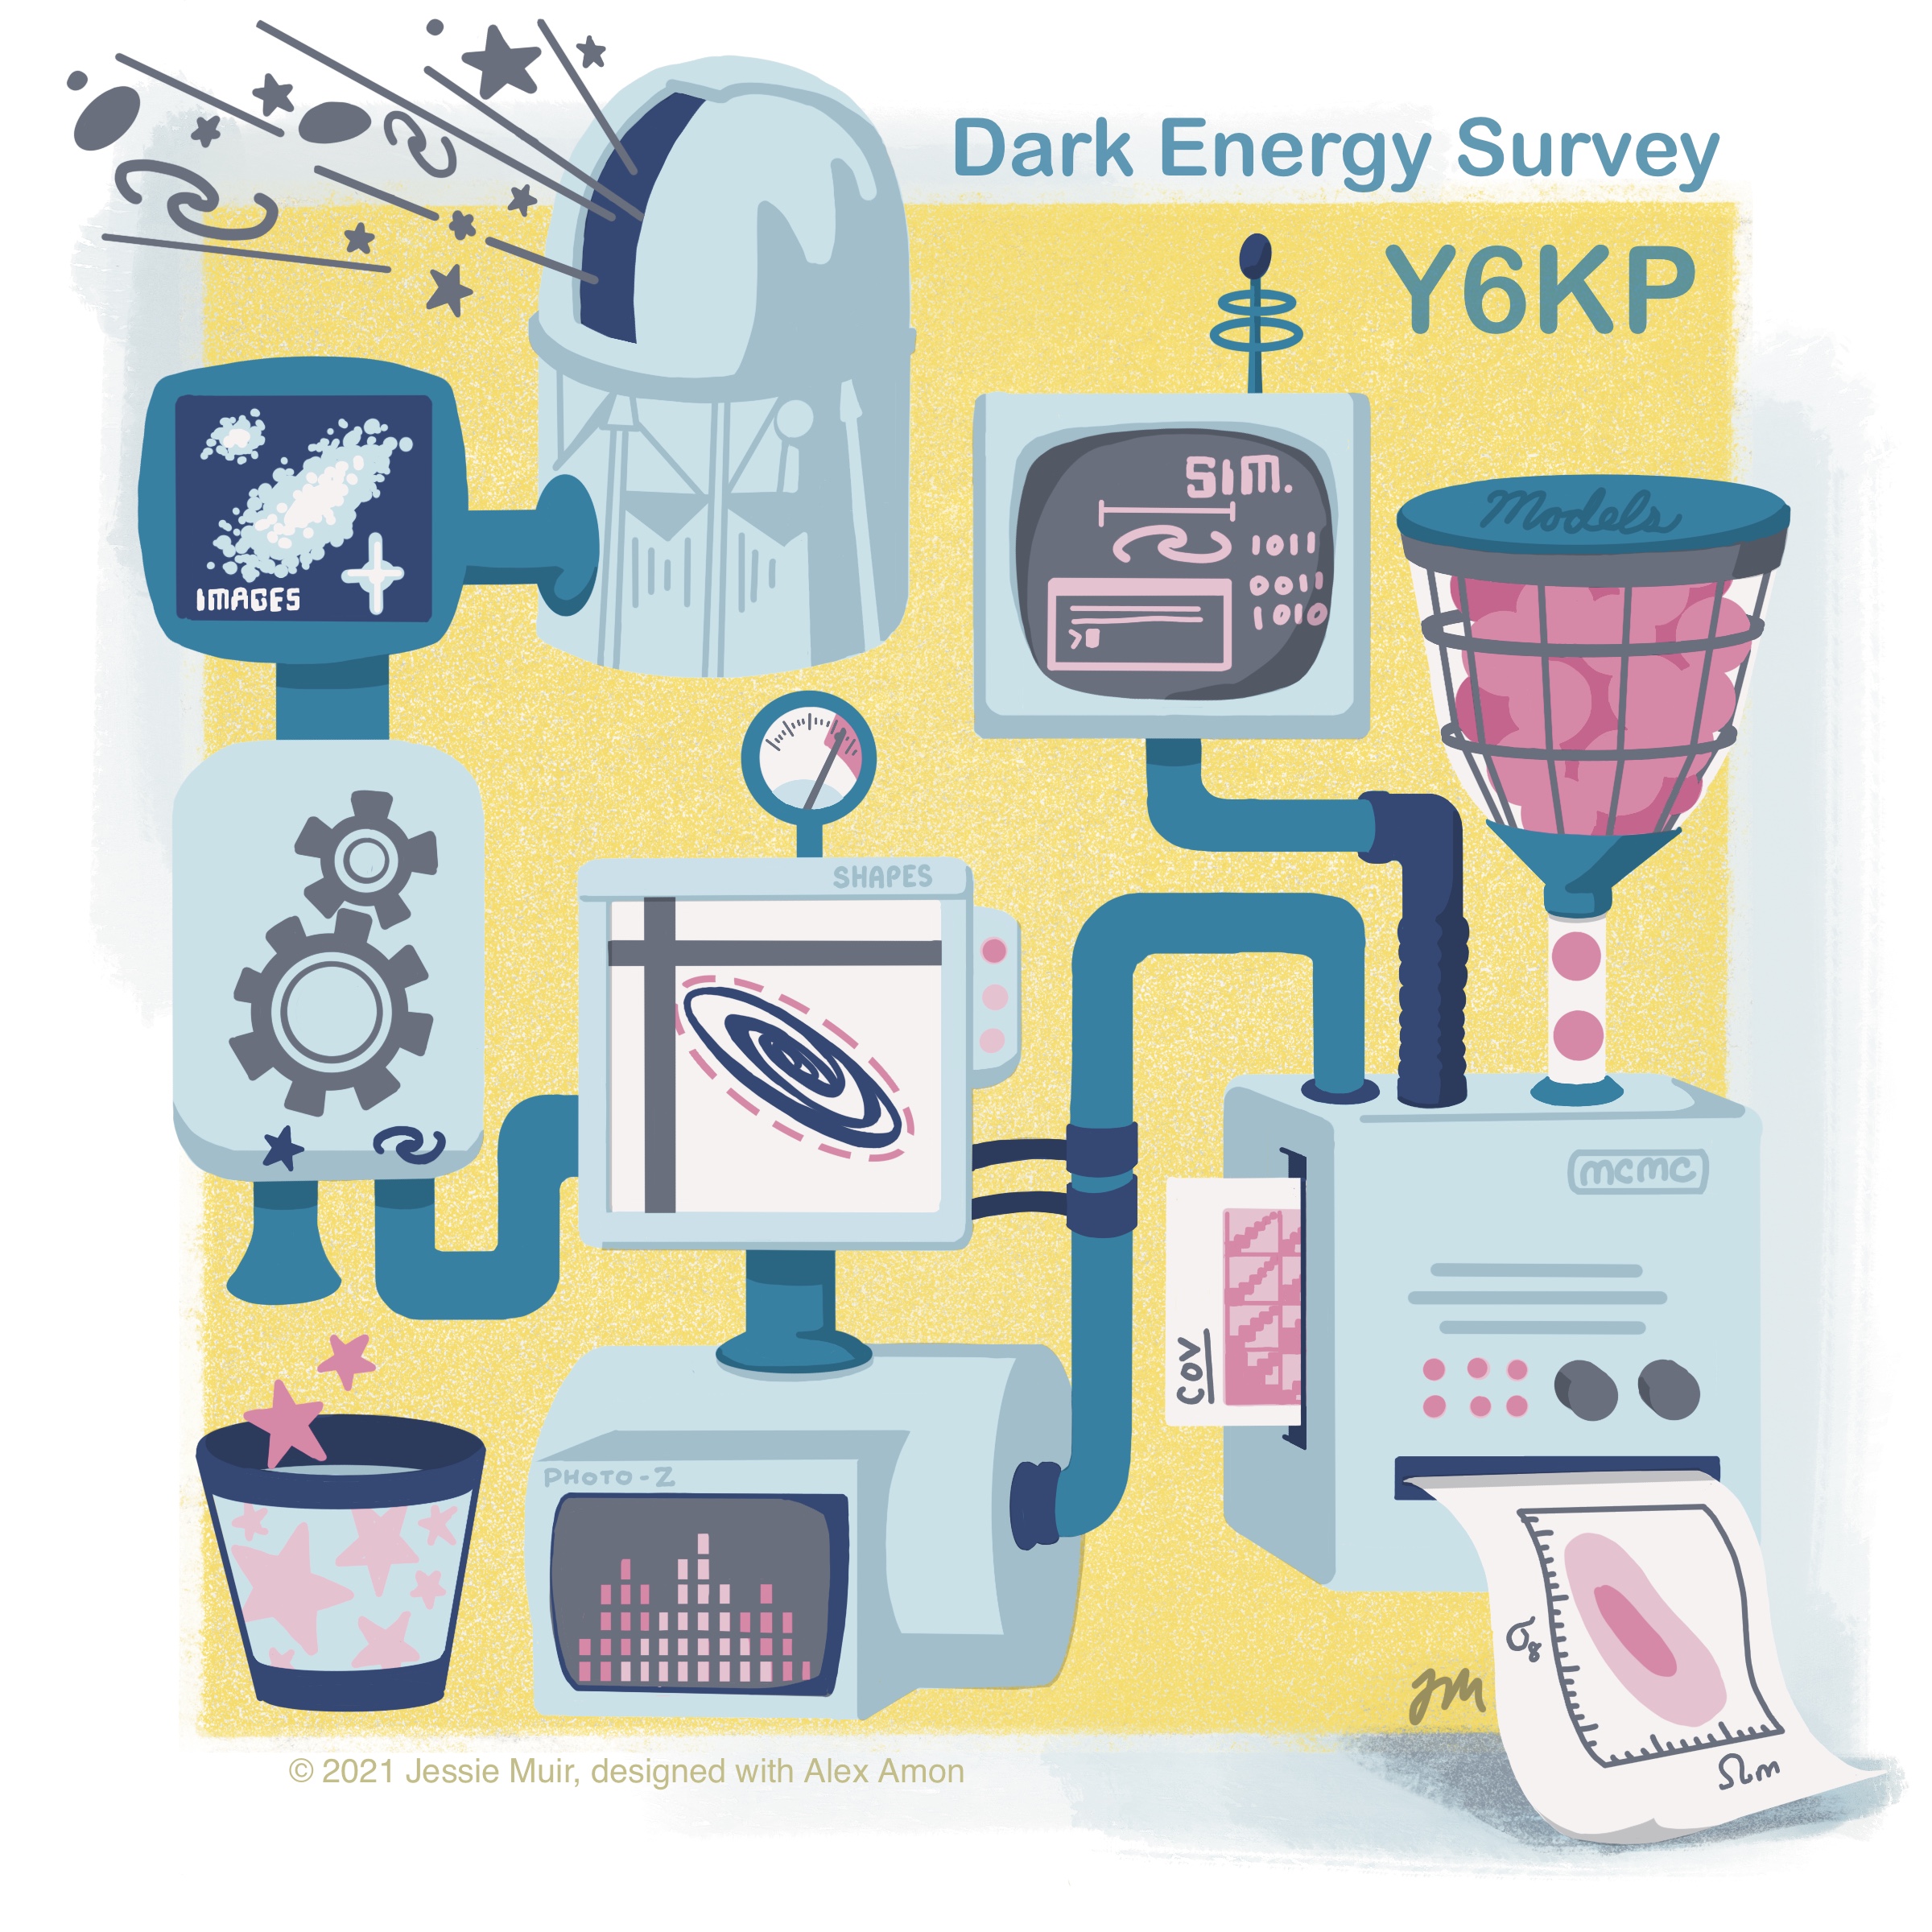 Dark Energy Survey
Y6KP
IMAGES
SIM.
1011
0011
1010
>
Models
SHAPES
mcmc
COV
PHOTO-Z
σ8
Ωm
JM
© 2021 Jessie Muir, designed with Alex Amon